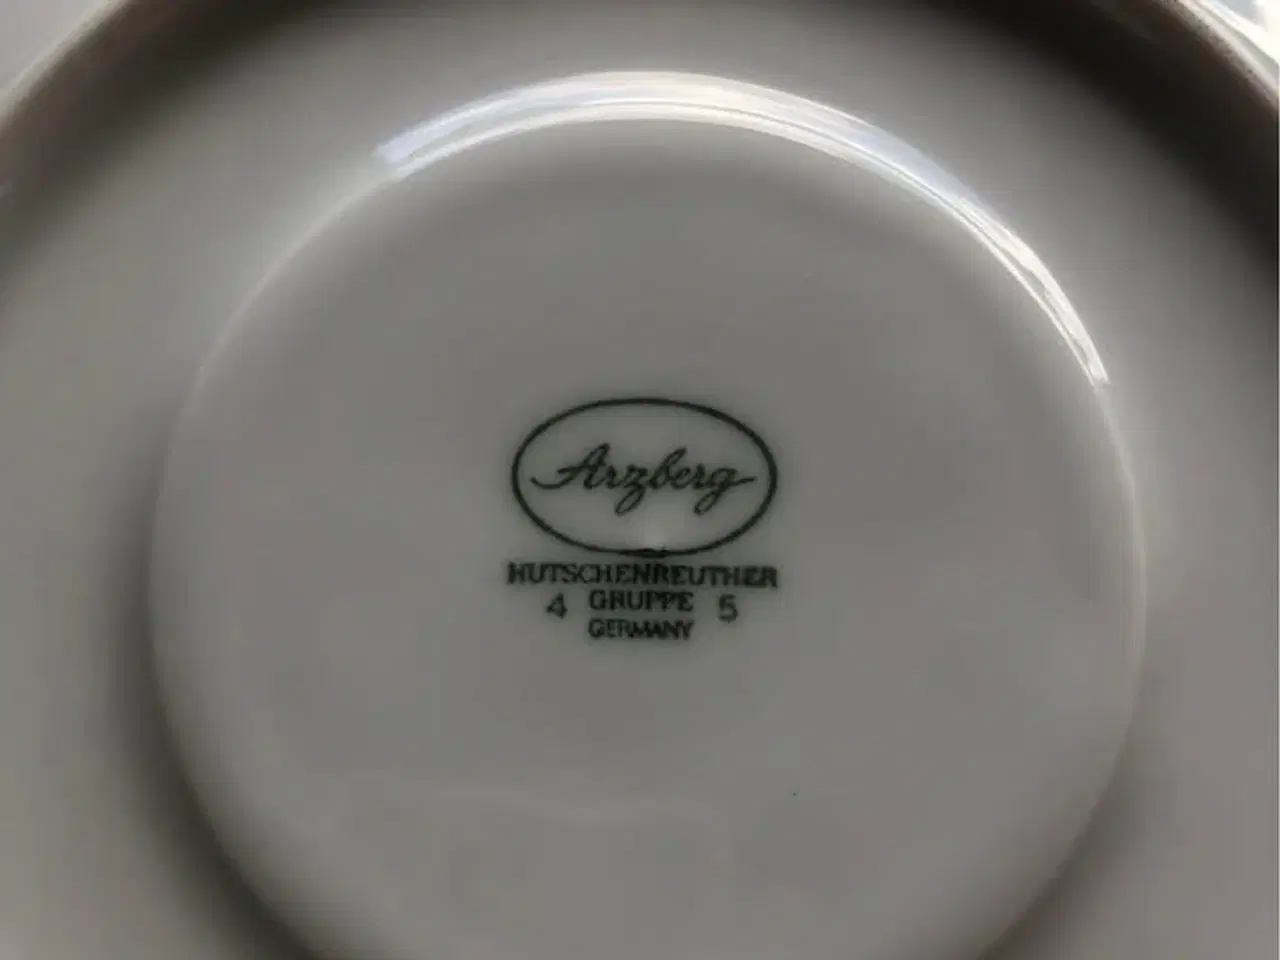 Arzberg
HUTSCHENREUTHER
4 GRUPPE 5
GERMANY